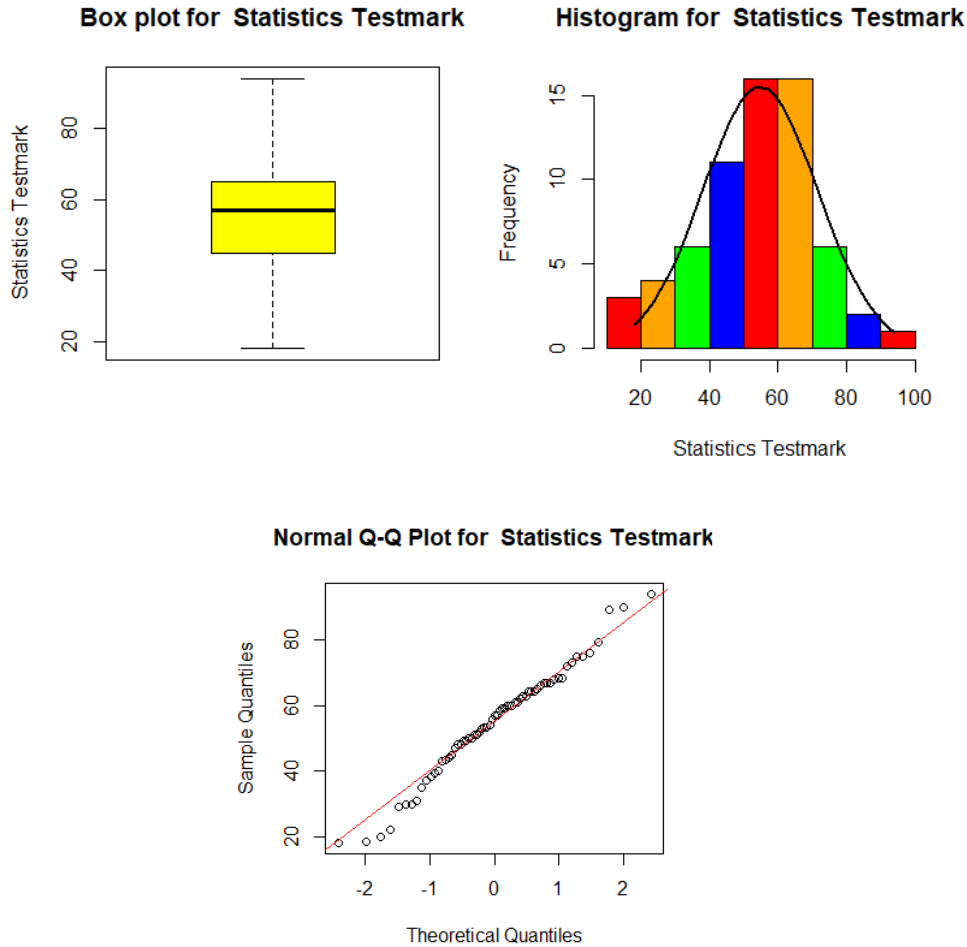 Box plot for  Statistics Testmark
Statistics Testmark
20
40
60
80
Histogram for  Statistics Testmark
Frequency
0
5
10
15
20
40
60
80
100
Statistics Testmark
Normal Q-Q Plot for  Statistics Testmark
Sample Quantiles
20
40
60
80
-2
-1
0
1
2
Theoretical Quantiles